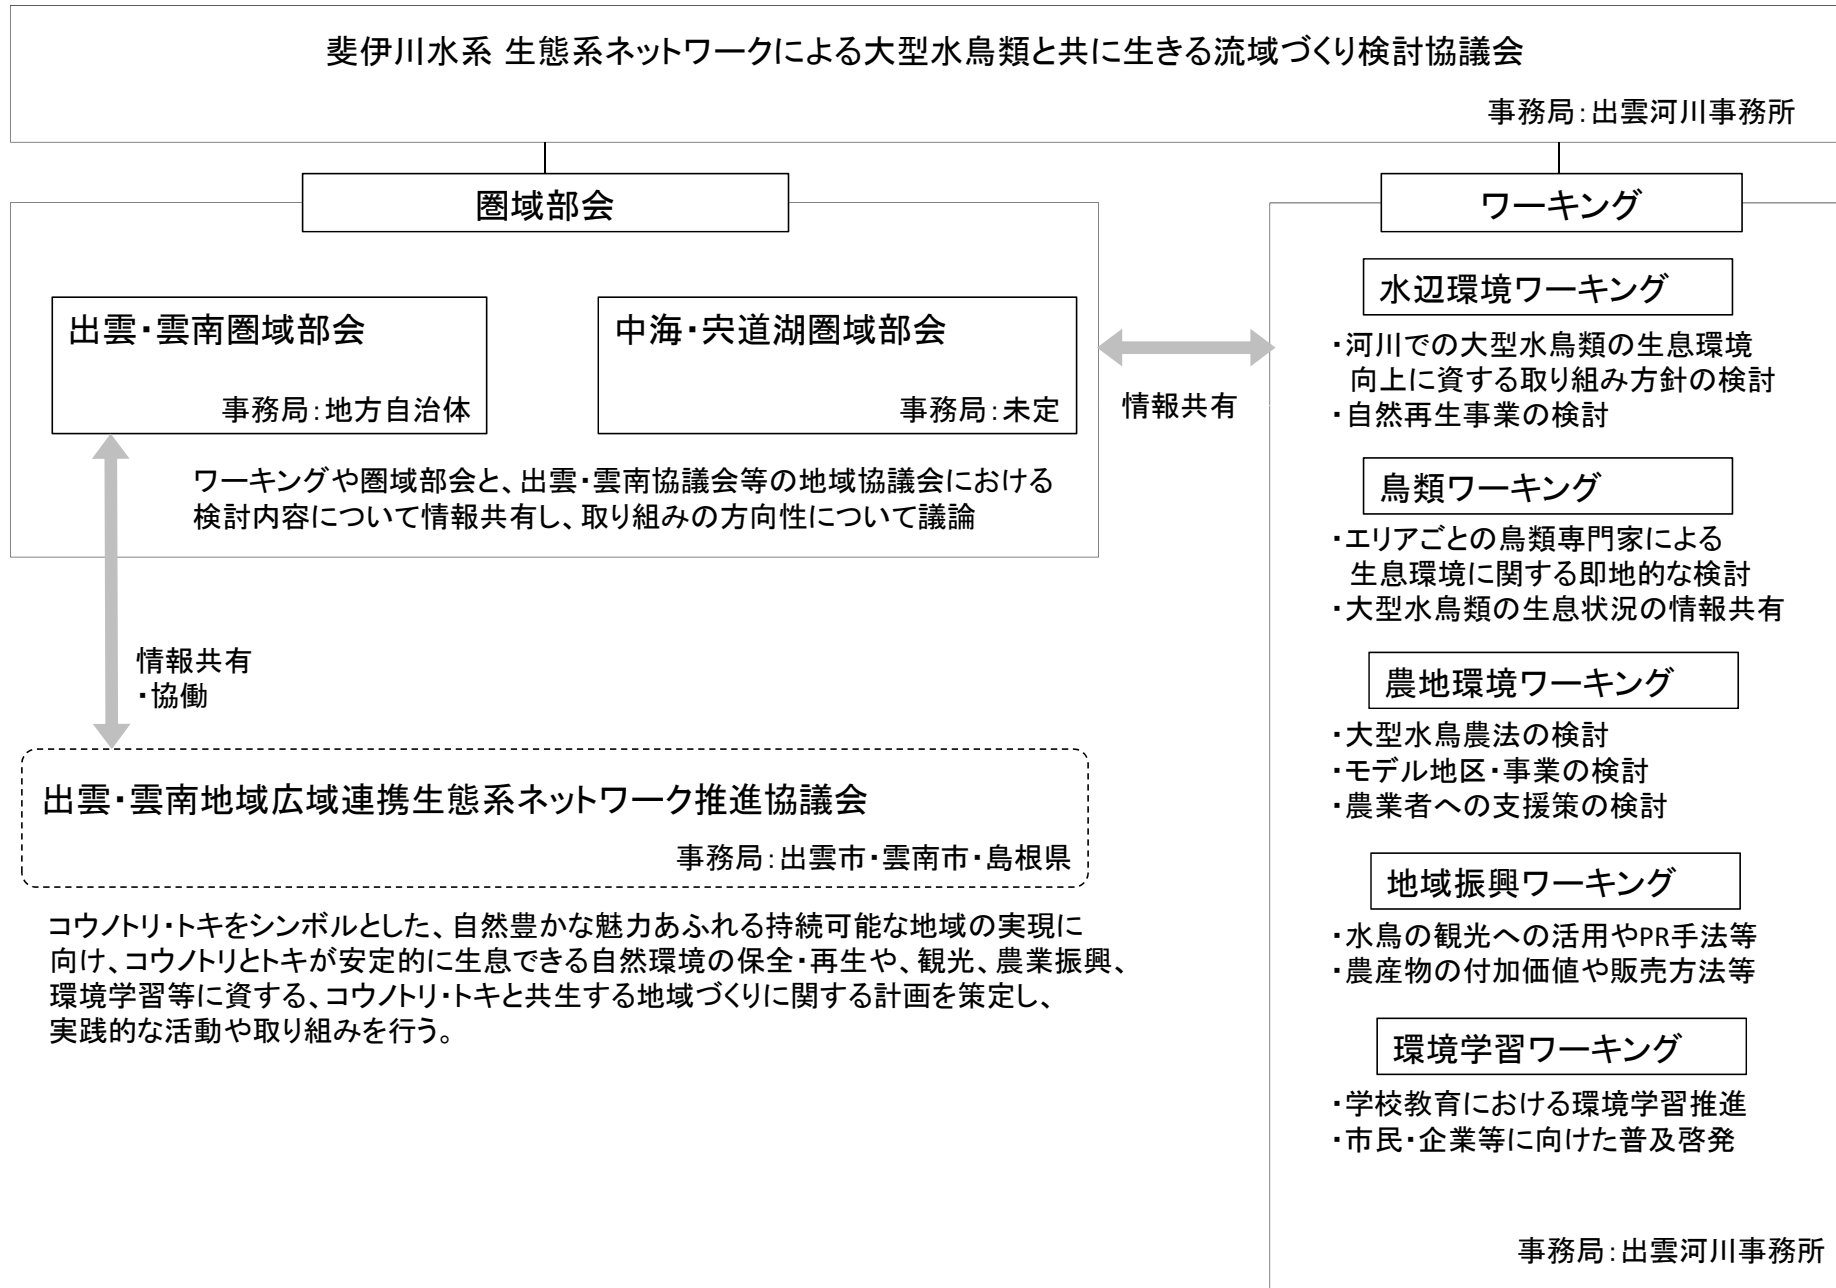 斐伊川水系 生態系ネットワークによる大型水鳥類と共に生きる流域づくり検討協議会
事務局：出雲河川事務所
圏域部会
出雲・雲南圏域部会
事務局：地方自治体
中海・宍道湖圏域部会
事務局：未定
ワーキングや圏域部会と、出雲・雲南協議会等の地域協議会における
検討内容について情報共有し、取り組みの方向性について議論
情報共有
情報共有
・協働
出雲・雲南地域広域連携生態系ネットワーク推進協議会
事務局：出雲市・雲南市・島根県
コウノトリ・トキをシンボルとした、自然豊かな魅力あふれる持続可能な地域の実現に
向け、コウノトリとトキが安定的に生息できる自然環境の保全・再生や、観光、農業振興、
環境学習等に資する、コウノトリ・トキと共生する地域づくりに関する計画を策定し、
実践的な活動や取り組みを行う。
ワーキング
水辺環境ワーキング
・河川での大型水鳥類の生息環境
向上に資する取り組み方針の検討
・自然再生事業の検討
鳥類ワーキング
・エリアごとの鳥類専門家による
生息環境に関する即地的な検討
・大型水鳥類の生息状況の情報共有
農地環境ワーキング
・大型水鳥農法の検討
・モデル地区・事業の検討
・農業者への支援策の検討
地域振興ワーキング
・水鳥の観光への活用やPR手法等
・農産物の付加価値や販売方法等
環境学習ワーキング
・学校教育における環境学習推進
・市民・企業等に向けた普及啓発
事務局：出雲河川事務所